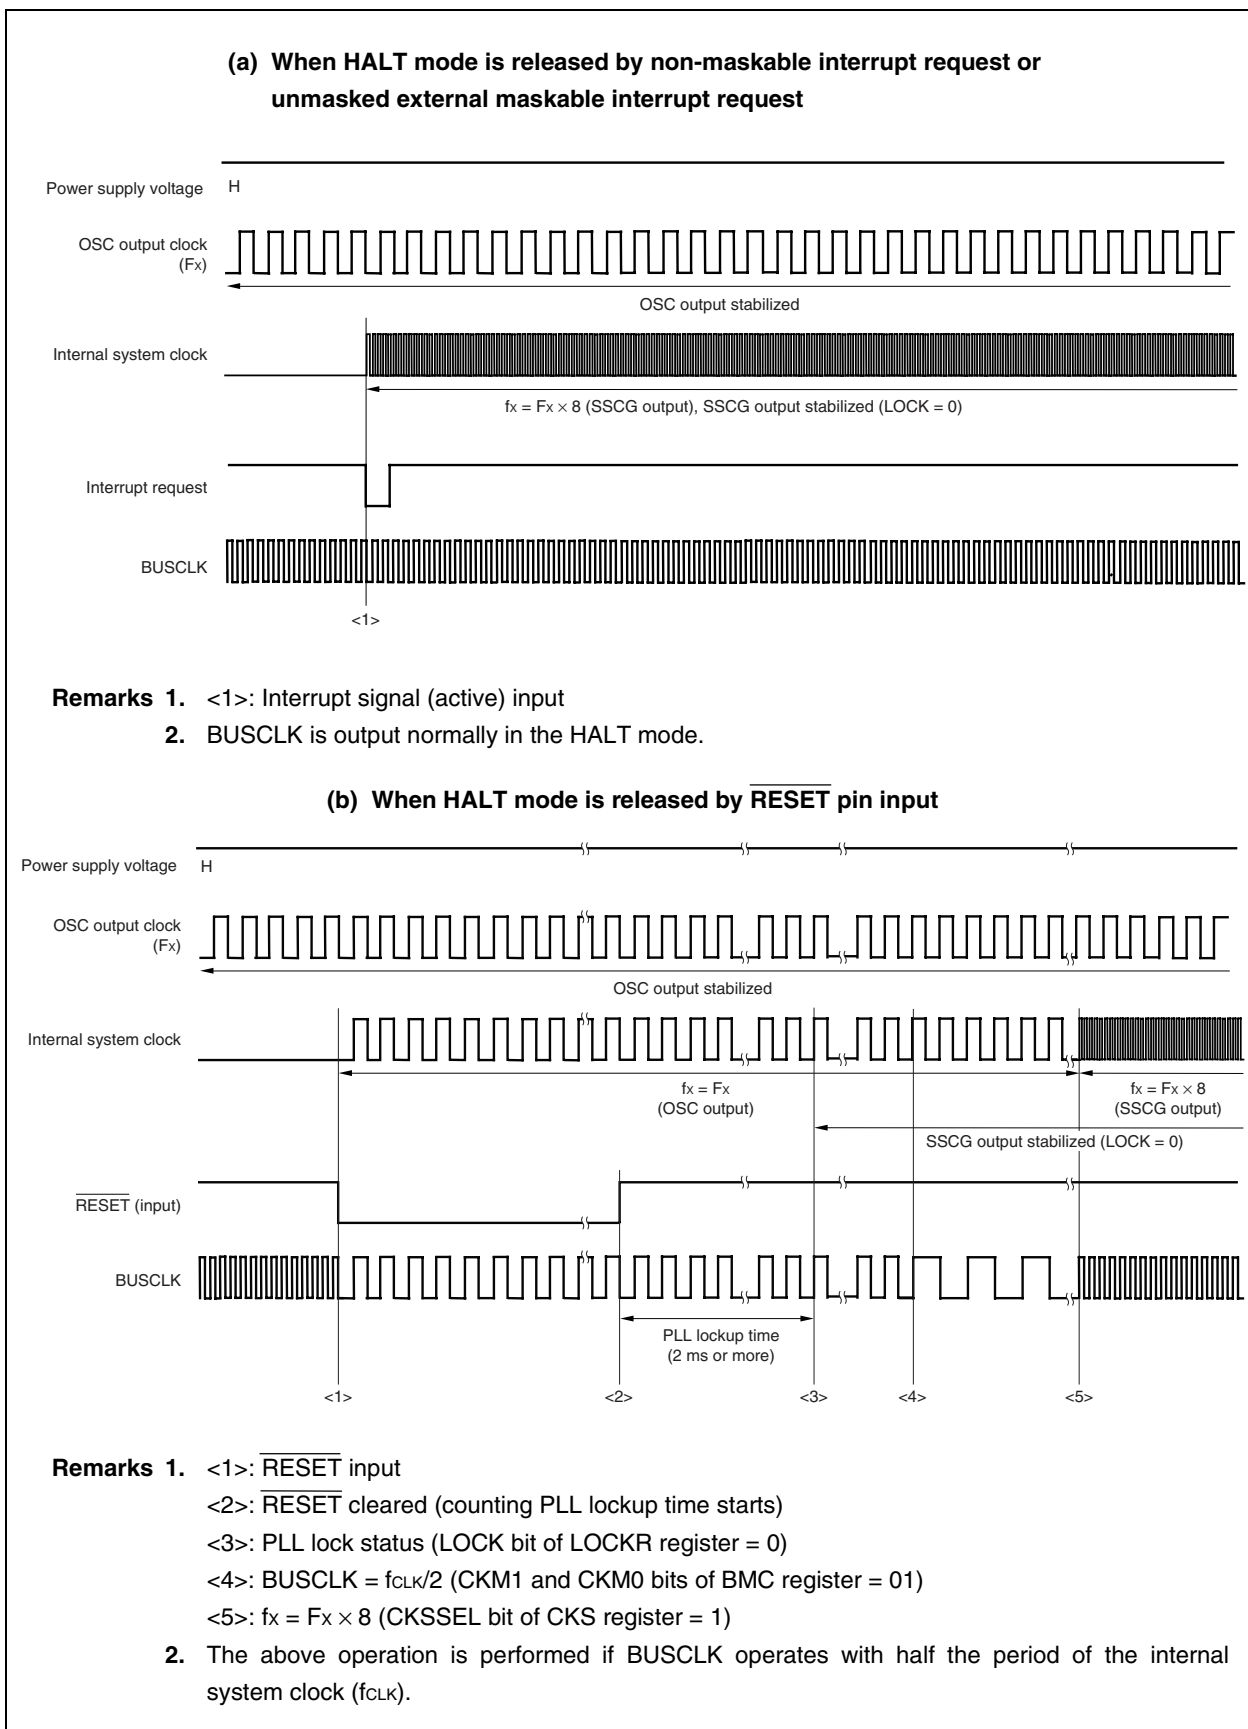 (a) When HALT mode is released by non-maskable interrupt request or
unmasked external maskable interrupt request
Power supply voltage H
OSC output clock
(Fx)
OSC output stabilized
Internal system clock
fx = Fx × 8 (SSCG output), SSCG output stabilized (LOCK = 0)
Interrupt request
BUSCLK
<1>
Remarks 1. <1>: Interrupt signal (active) input
2. BUSCLK is output normally in the HALT mode.
(b) When HALT mode is released by RESET pin input
Power supply voltage H
OSC output clock
(Fx)
OSC output stabilized
Internal system clock
fx = Fx
(OSC output)
fx = Fx × 8
(SSCG output)
SSCG output stabilized (LOCK = 0)
RESET (input)
BUSCLK
PLL lockup time
(2 ms or more)
<1> <2> <3> <4> <5>
Remarks 1. <1>: RESET input
<2>: RESET cleared (counting PLL lockup time starts)
<3>: PLL lock status (LOCK bit of LOCKR register = 0)
<4>: BUSCLK = fCLK/2 (CKM1 and CKM0 bits of BMC register = 01)
<5>: fx = Fx × 8 (CKSSEL bit of CKS register = 1)
2. The above operation is performed if BUSCLK operates with half the period of the internal
system clock (fCLK).